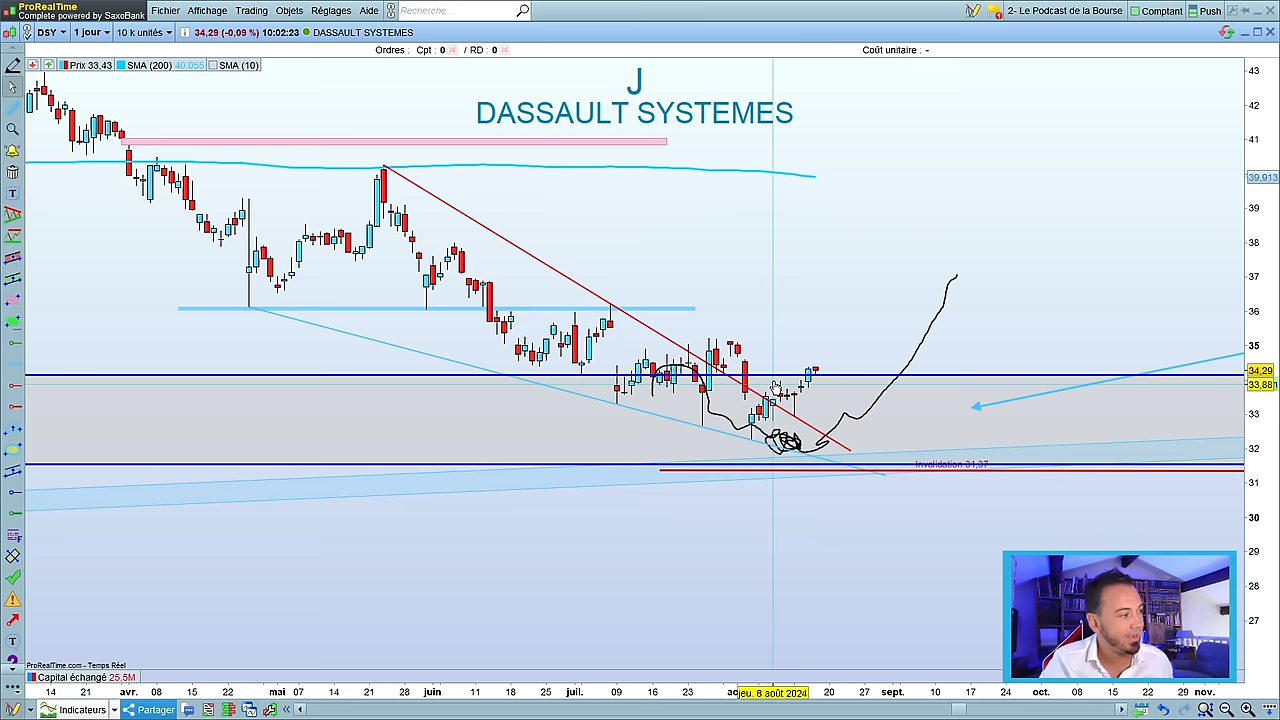 ProRealTime
Complete powered by SaxoBank
Fichier Affichage Trading Objets Réglages Aide Recherche 2- Le Podcast de la Bourse Comptant Push
DSY 1 jour 10 k unités 34,29 (-0,09 %) 10:02:23 DASSAULT SYSTEMES
Ordres : Cpt : 0 / RD : 0 Coût unitaire : -
Prix 33,43 SMA (200) 40,055 SMA (10)
J
DASSAULT SYSTEMES
43
42
41
39,913
39
38
37
36
35
34,29
33,88
33
32
Invalidation 31,37
31
30
29
28
27
ProRealTime.com - Temps Réel
Capital échangé 25,5M
14 21 avr. 08 15 22 mai 07 14 21 28 juin 11 18 25 juil. 09 16 23 jeu. 8 août 2024 20 27 sept. 10 17 24 oct. 08 15 22 29 nov.
Indicateurs Partager